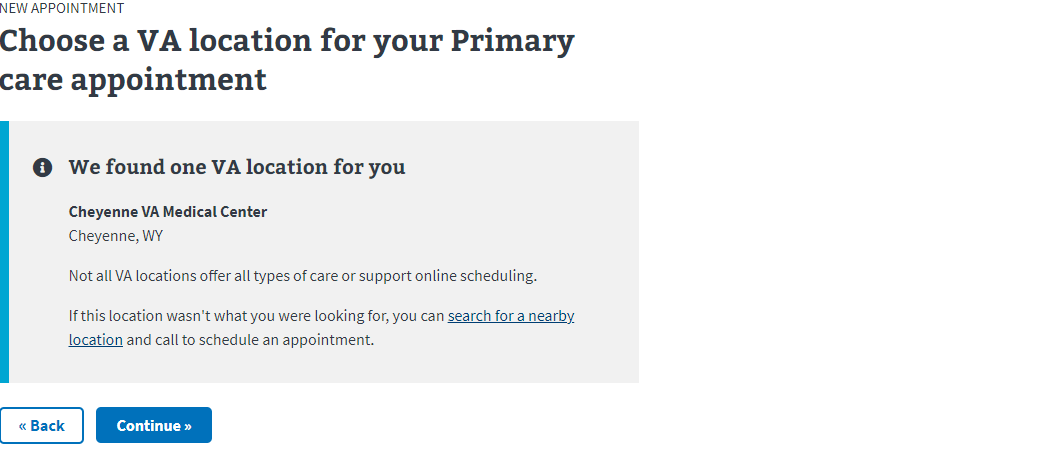 NEW APPOINTMENT
Choose a VA location for your Primary
care appointment
We found one VA location for you
Cheyenne VA Medical Center
Cheyenne, WY
Not all VA locations offer all types of care or support online scheduling.
If this location wasn't what you were looking for, you can search for a nearby
location and call to schedule an appointment.
« Back
Continue »